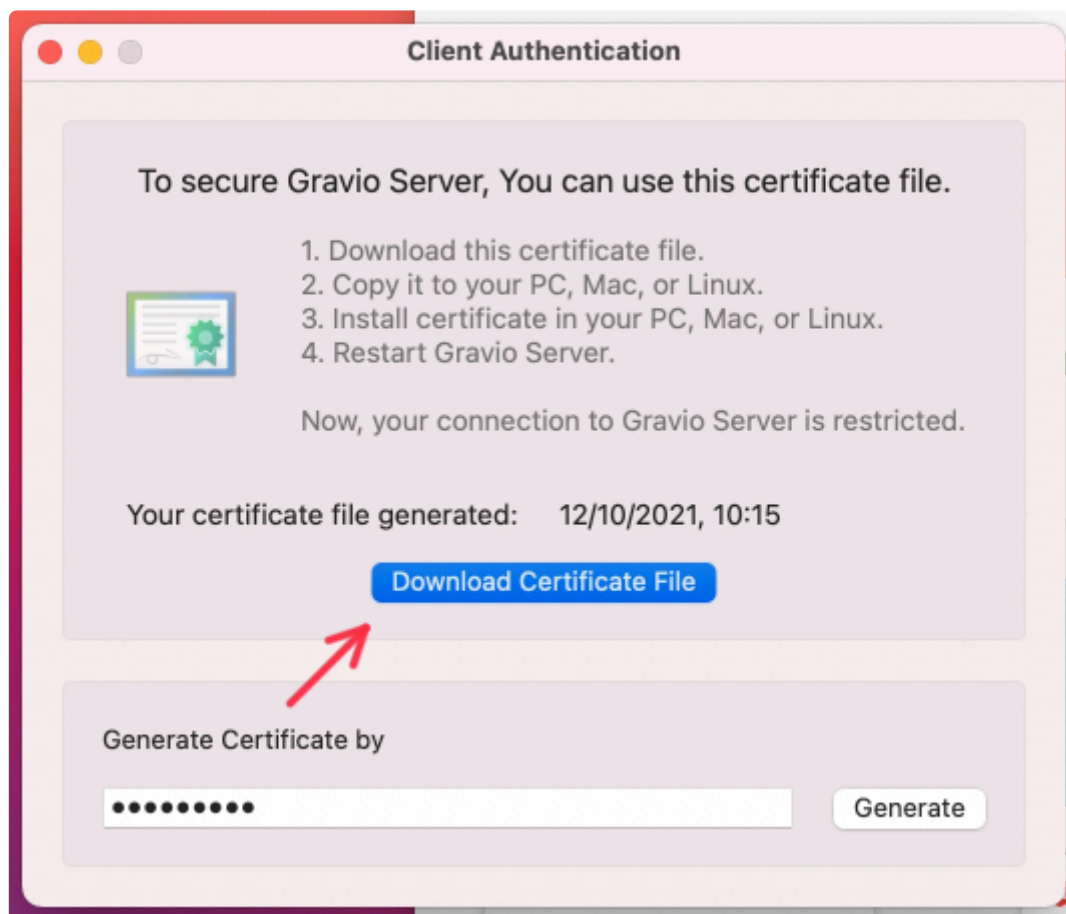 Client Authentication
To secure Gravio Server, You can use this certificate file.
1. Download this certificate file.
2. Copy it to your PC, Mac, or Linux.
3. Install certificate in your PC, Mac, or Linux.
4. Restart Gravio Server.
Now, your connection to Gravio Server is restricted.
Your certificate file generated: 12/10/2021, 10:15
Download Certificate File
Generate Certificate by
•••••••••
Generate